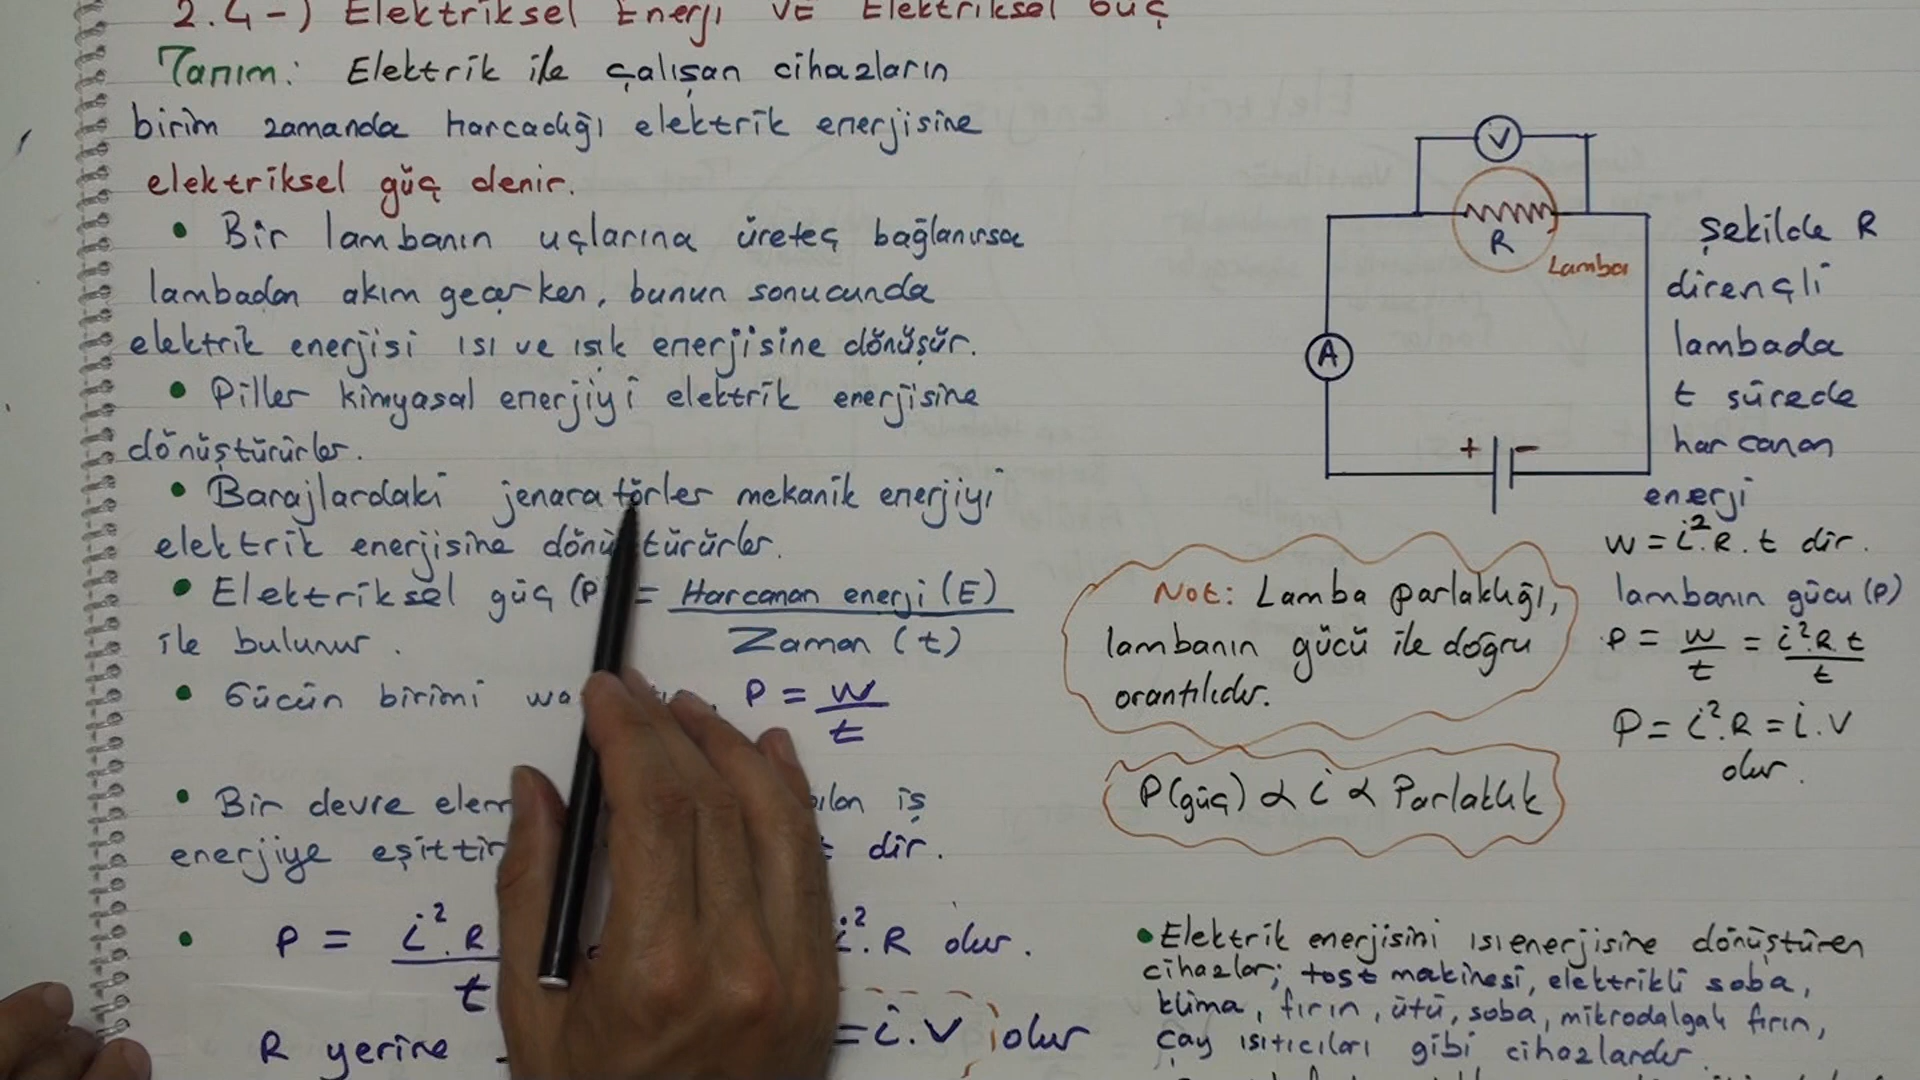 2.4-) Elektriksel Enerji ve Elektriksel Güç
Tanım: Elektrik ile çalışan cihazların
birim zamanda harcadığı elektrik enerjisine
elektriksel güç denir.
• Bir lambanın uçlarına üreteç bağlanırsa
lambadan akım geçerken, bunun sonucunda
elektrik enerjisi ısı ve ışık enerjisine dönüşür.
• Piller kimyasal enerjiyi elektrik enerjisine
dönüştürürler.
• Barajlardaki jenaratörler mekanik enerjiyi
elektrik enerjisine dönüştürürler.
• Elektriksel güç (P) = Harcanan enerji (E)
ile bulunur. Zaman (t)
• Gücün birimi P = W
t
• Bir devre iş
enerjiye eşittir dir.
• P = i².R i².R olur.
t
R yerine = i.V olur
V
R
Lamba
A
+ -
Şekilde R
dirençli
lambada
t sürede
harcanan
enerji
W = i².R.t dir.
lambanın gücü (P)
P = W/t = i².R.t/t
P = i².R = i.V
olur.
Not: Lamba parlaklığı,
lambanın gücü ile doğru
orantılıdır.
P(güç) α i α Parlaklık
• Elektrik enerjisini ısı enerjisine dönüştüren
cihazlar; tost makinesi, elektrikli soba,
klima, fırın, ütü, soba, mikrodalgalı fırın,
çay ısıtıcıları gibi cihazlardır.